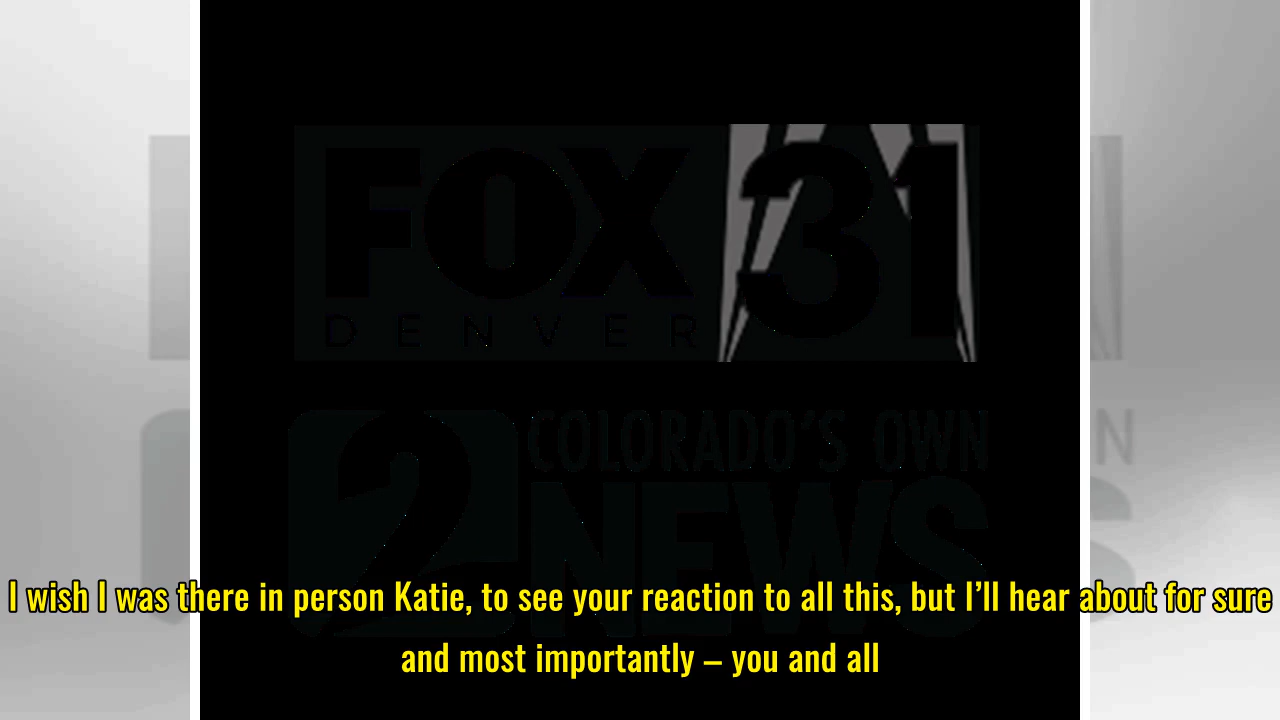 FOX 31
DENVER
2 COLORADO'S OWN
NEWS
I wish I was there in person Katie, to see your reaction to all this, but I’ll hear about for sure
and most importantly – you and all